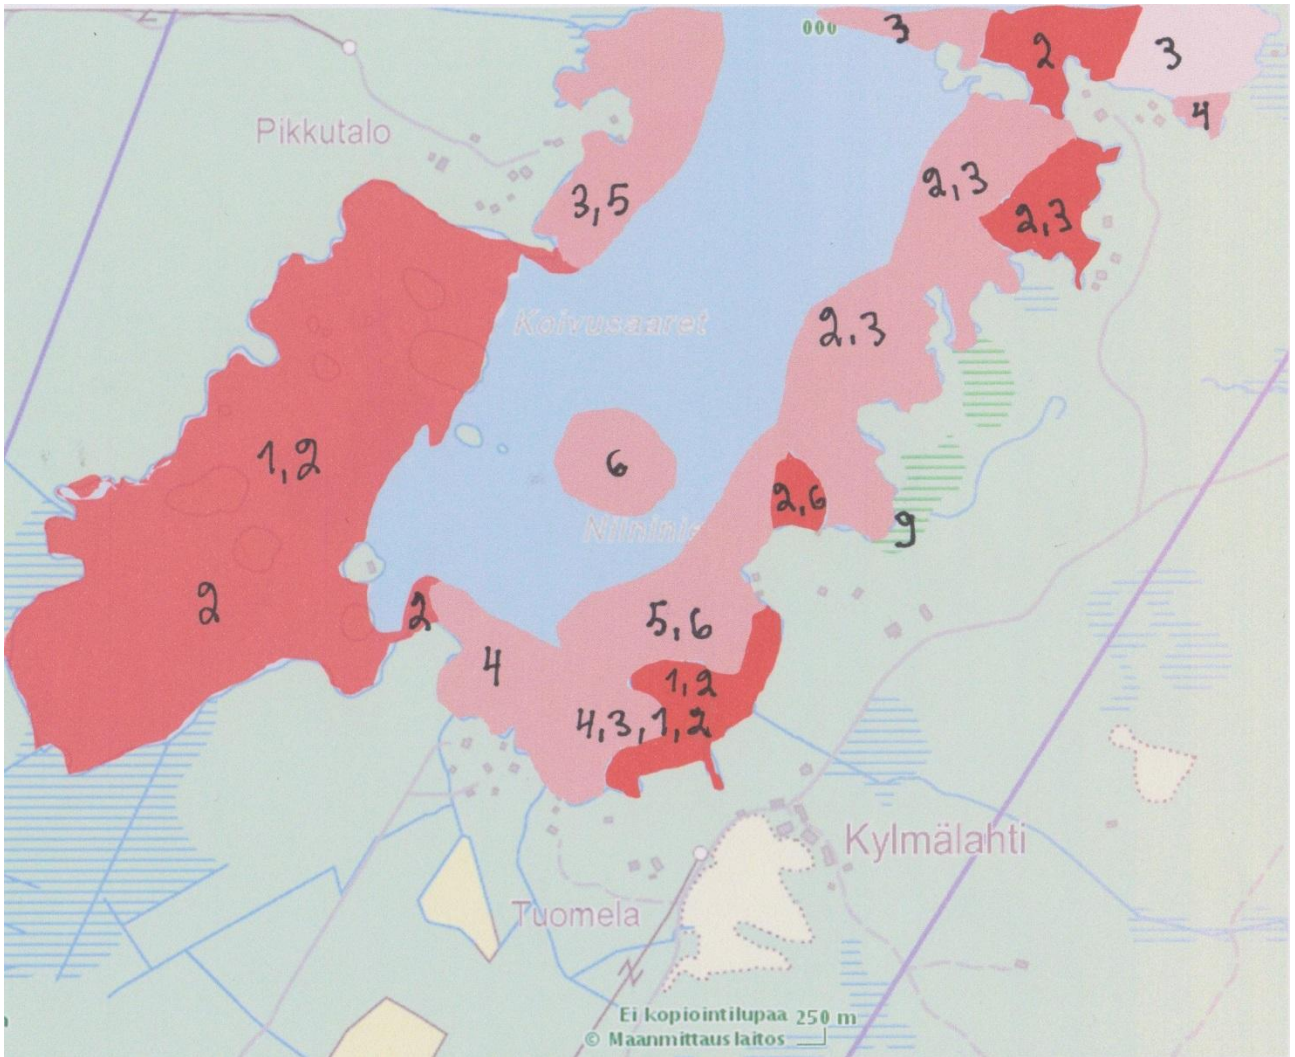 000
3
2
3
4
Pikkutalo
3,5
2,3
2,3
Koivusaaret
2,3
1,2
6
2,6
9
2
2
5,6
4
1,2
4,3,1,2
Kylmälahti
Tuomela
Z
Ei kopiointilupaa 250 m
© Maanmittauslaitos